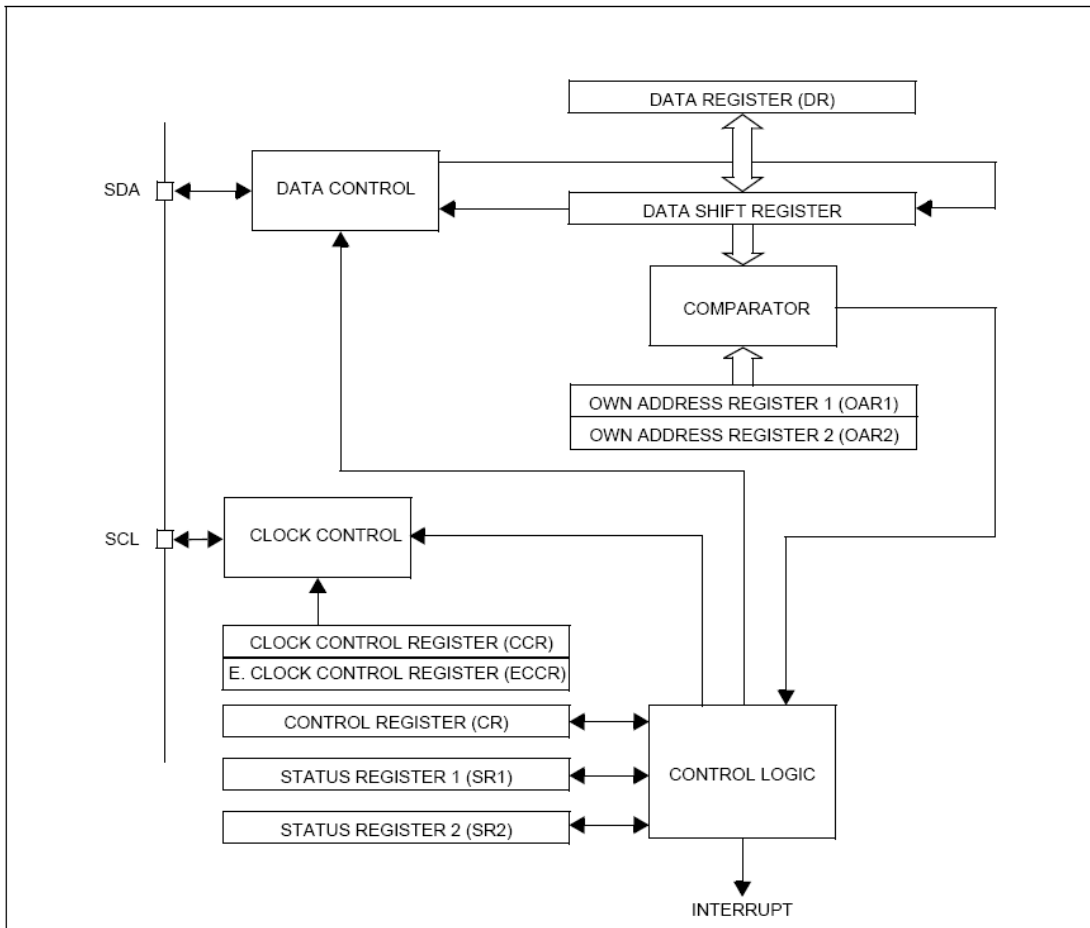 DATA REGISTER (DR)
SDA
DATA CONTROL
DATA SHIFT REGISTER
COMPARATOR
OWN ADDRESS REGISTER 1 (OAR1)
OWN ADDRESS REGISTER 2 (OAR2)
SCL
CLOCK CONTROL
CLOCK CONTROL REGISTER (CCR)
E. CLOCK CONTROL REGISTER (ECCR)
CONTROL REGISTER (CR)
STATUS REGISTER 1 (SR1)
CONTROL LOGIC
STATUS REGISTER 2 (SR2)
INTERRUPT